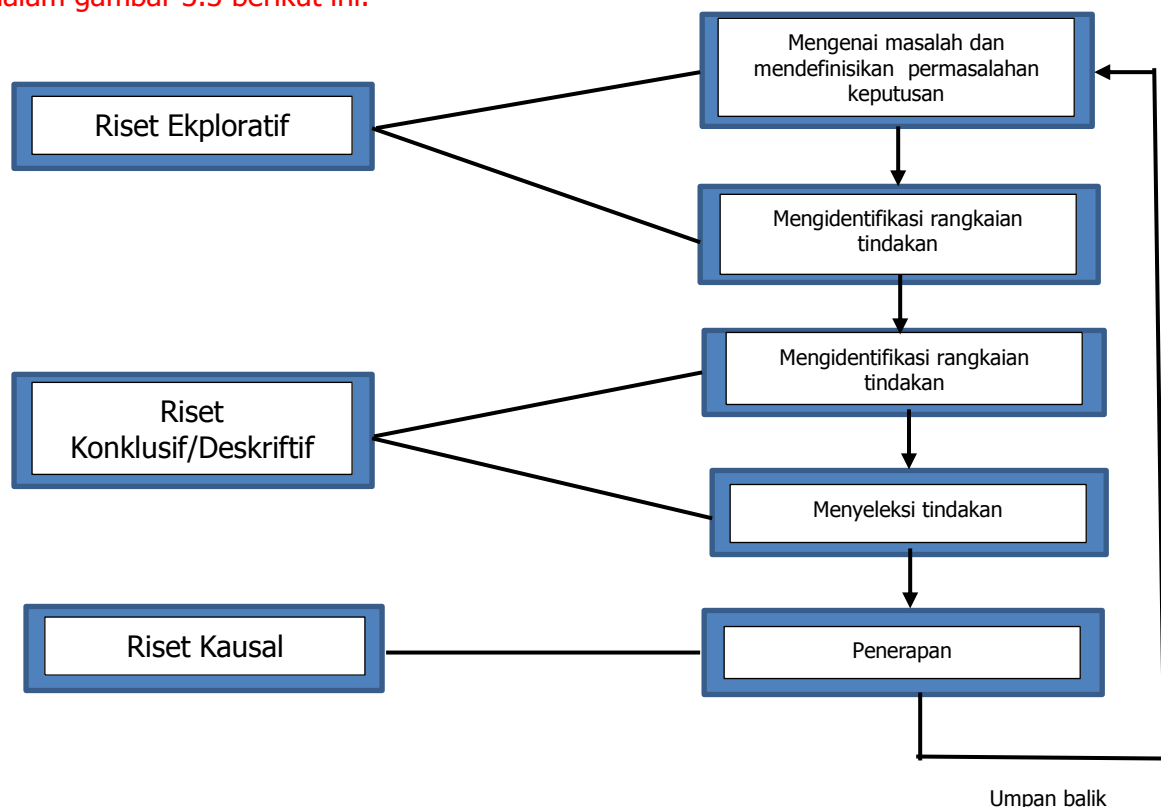 dalam gambar 3.3 berikut ini.
Mengenai masalah dan
mendefinisikan permasalahan
keputusan
Riset Ekploratif
Mengidentifikasi rangkaian
tindakan
Mengidentifikasi rangkaian
tindakan
Riset
Konklusif/Deskriftif
Menyeleksi tindakan
Riset Kausal
Penerapan
Umpan balik